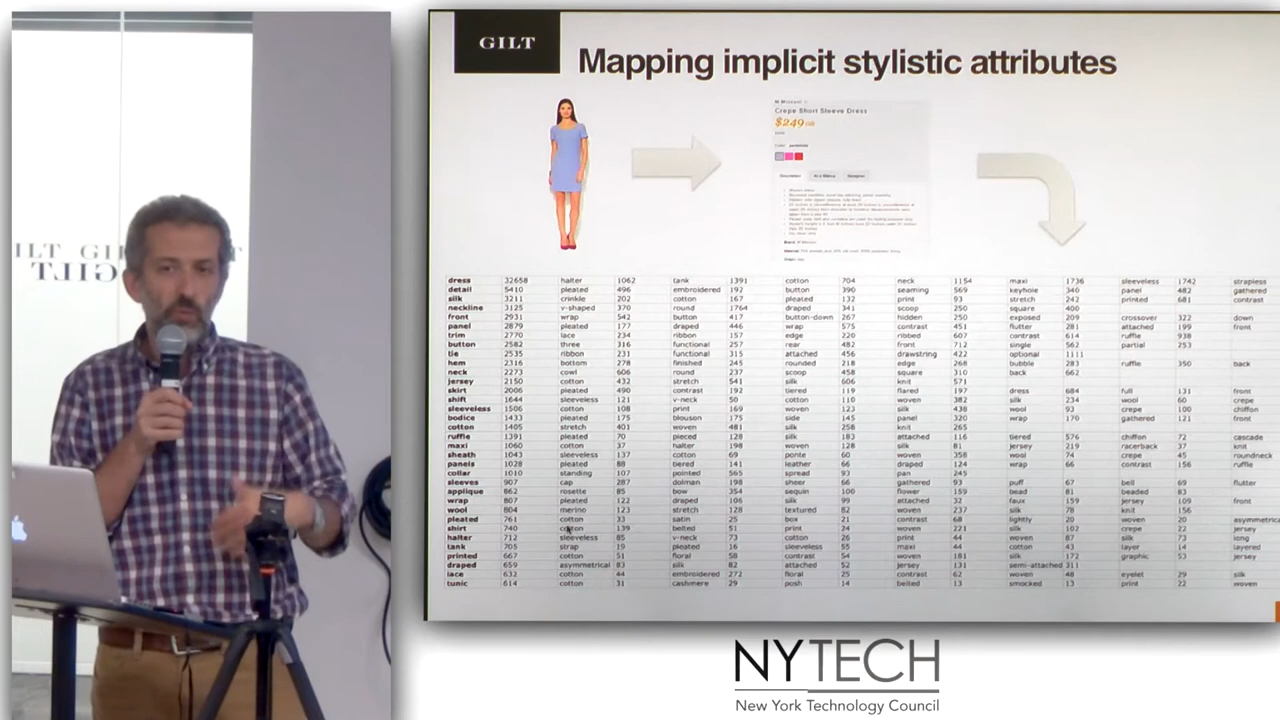 GILT
Mapping implicit stylistic attributes
Crepe Short Sleeve Dress
$249
dress 32658 halter 1062 tank 1391 cotton 704 neck 1154 maxi 1736 sleeveless 1742 strapless
detail 5410 pleated 496 embroidered 192 button 390 seaming 569 keyhole 340 panel 482 gathered
silk 3211 crinkle 202 cotton 167 pleated 132 print 93 stretch 242 printed 681 contrast
neckline 3125 v-shaped 370 round 1764 draped 341 scoop 250 square 400
front 2931 wrap 542 button 417 button-down 267 hidden 250 exposed 209 crossover 322 down
panel 2879 pleated 177 draped 446 wrap 575 contrast 451 flutter 281 attached 199 front
trim 2770 lace 635 ribbon 157 edge 220 ribbed 607 contrast 614 ruffle 938
button 2582 three 316 functional 257 rear 482 front 712 single 562 partial 253
tie 2535 ribbon 231 functional 315 attached 456 drawstring 422 optional 1111
hem 2316 bottom 778 finished 245 rounded 218 edge 268 bubble 283 ruffle 350 back
neck 2273 cowl 606 round 237 scoop 458 square 310 back 662
jersey 2150 cotton 432 stretch 541 silk 606 knit 571
skirt 2006 pleated 490 contrast 192 tiered 119 flared 197 dress 684 full 131 front
shift 1644 sleeveless 121 v-neck 50 cotton 110 woven 382 silk 234 wool 60 crepe
sleeveless 1506 cotton 108 print 169 woven 123 silk 438 wool 93 crepe 100 chiffon
bodice 1433 pleated 175 blouson 175 side 145 panel 320 wrap 170 gathered 121 front
cotton 1405 stretch 401 woven 481 silk 258 knit 265
ruffle 1391 pleated 70 pieced 128 silk 183 attached 116 tiered 576 chiffon 72 cascade
maxi 1060 cotton 37 halter 198 woven 128 silk 81 jersey 219 racerback 37 knit
sheath 1043 sleeveless 137 cotton 69 ponte 60 woven 358 wool 74 crepe 45 roundneck
panels 1028 pleated 88 tiered 141 leather 66 draped 124 wrap 66 contrast 156 ruffle
collar 1010 standing 107 pointed 565 spread 93 pan 245
sleeves 907 cap 287 dolman 198 sheer 66 gathered 93 puff 67 bell 69 flutter
applique 862 rosette 85 bow 354 sequin 100 flower 159 bead 81 beaded 83
wrap 807 pleated 122 draped 106 silk 99 attached 32 faux 159 jersey 109 front
wool 804 merino 123 stretch 128 textured 82 woven 237 silk 78 knit 156
pleated 761 cotton 33 satin 25 box 21 contrast 68 lightly 20 woven 20 asymmetrica
shirt 740 cotton 139 belted 51 print 24 woven 221 silk 102 crepe 22 jersey
halter 712 sleeveless 85 v-neck 73 cotton 26 print 44 woven 87 silk 73 long
tank 705 strap 19 pleated 16 sleeveless 55 maxi 44 cotton 43 layer 14 layered
printed 667 cotton 51 floral 58 contrast 54 woven 181 silk 172 graphic 53 jersey
draped 659 asymmetrical 83 silk 82 attached 52 jersey 131 semi-attached 311
lace 632 cotton 44 embroidered 272 floral 25 contrast 62 woven 48 eyelet 29 silk
tunic 614 cotton 31 cashmere 29 posh 14 belted 13 smocked 13 print 22 woven
NYTECH
New York Technology Council